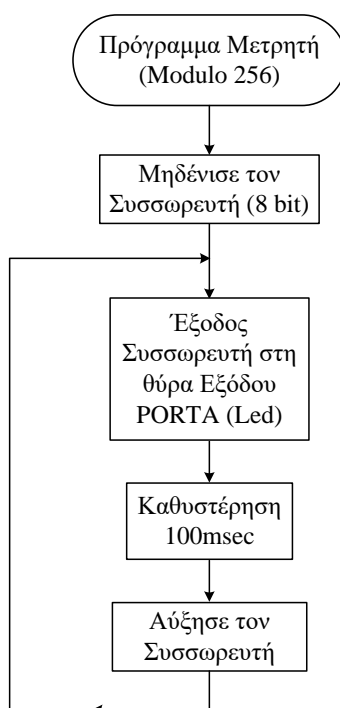 Πρόγραμμα Μετρητή
(Modulo 256)
Μηδένισε τον
Συσσωρευτή (8 bit)
Έξοδος
Συσσωρευτή στη
θύρα Εξόδου
PORTA (Led)
Καθυστέρηση
100msec
Αύξησε τον
Συσσωρευτή